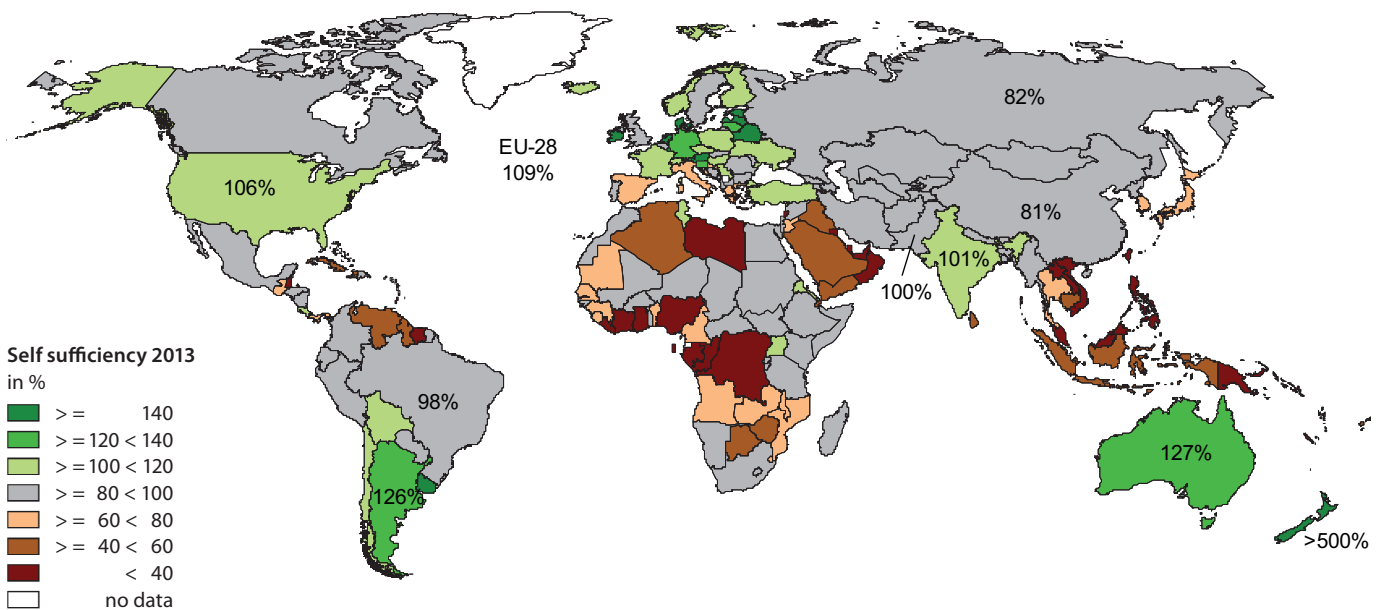 82%
EU-28
109%
106%
81%
101%
100%
98%
127%
126%
>500%
Self sufficiency 2013
in %
> = 140
> = 120 < 140
> = 100 < 120
> = 80 < 100
> = 60 < 80
> = 40 < 60
< 40
no data